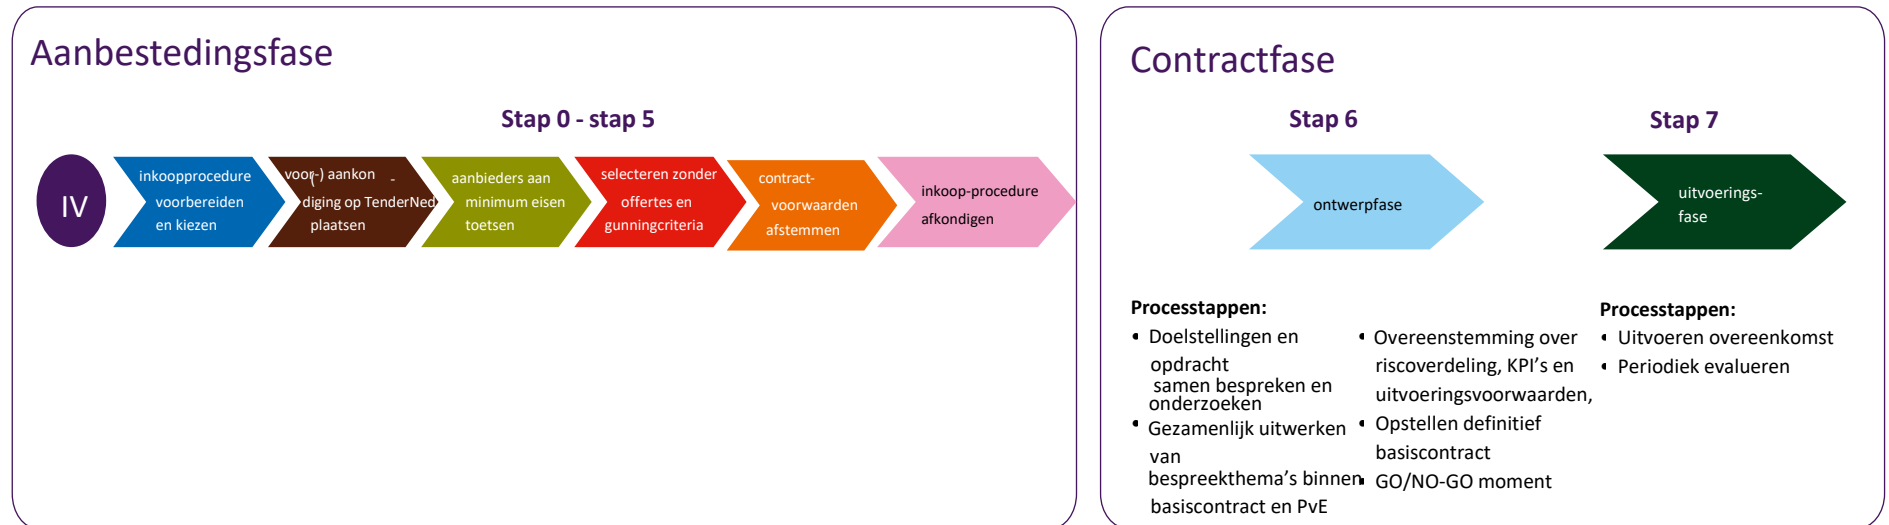 Aanbestedingsfase
Stap 0 - stap 5
IV
inkoopprocedure
voorbereiden
en kiezen
(voor-) aankon -
diging op TenderNed
plaatsen
aanbieders aan
minimum eisen
toetsen
selecteren zonder
offertes en
gunningcriteria
contract-
voorwaarden
afstemmen
inkoop-procedure
afkondigen
Contractfase
Stap 6
ontwerpfase
Processtappen:
• Doelstellingen en
opdracht
samen bespreken en
onderzoeken
• Gezamenlijk uitwerken
van
bespreekthema's binnen
basiscontract en PvE
• Overeenstemming over
riscoverdeling, KPI's en
uitvoeringsvoorwaarden,
• Opstellen definitief
basiscontract
• GO/NO-GO moment
Stap 7
uitvoerings-
fase
Processtappen:
• Uitvoeren overeenkomst
• Periodiek evalueren